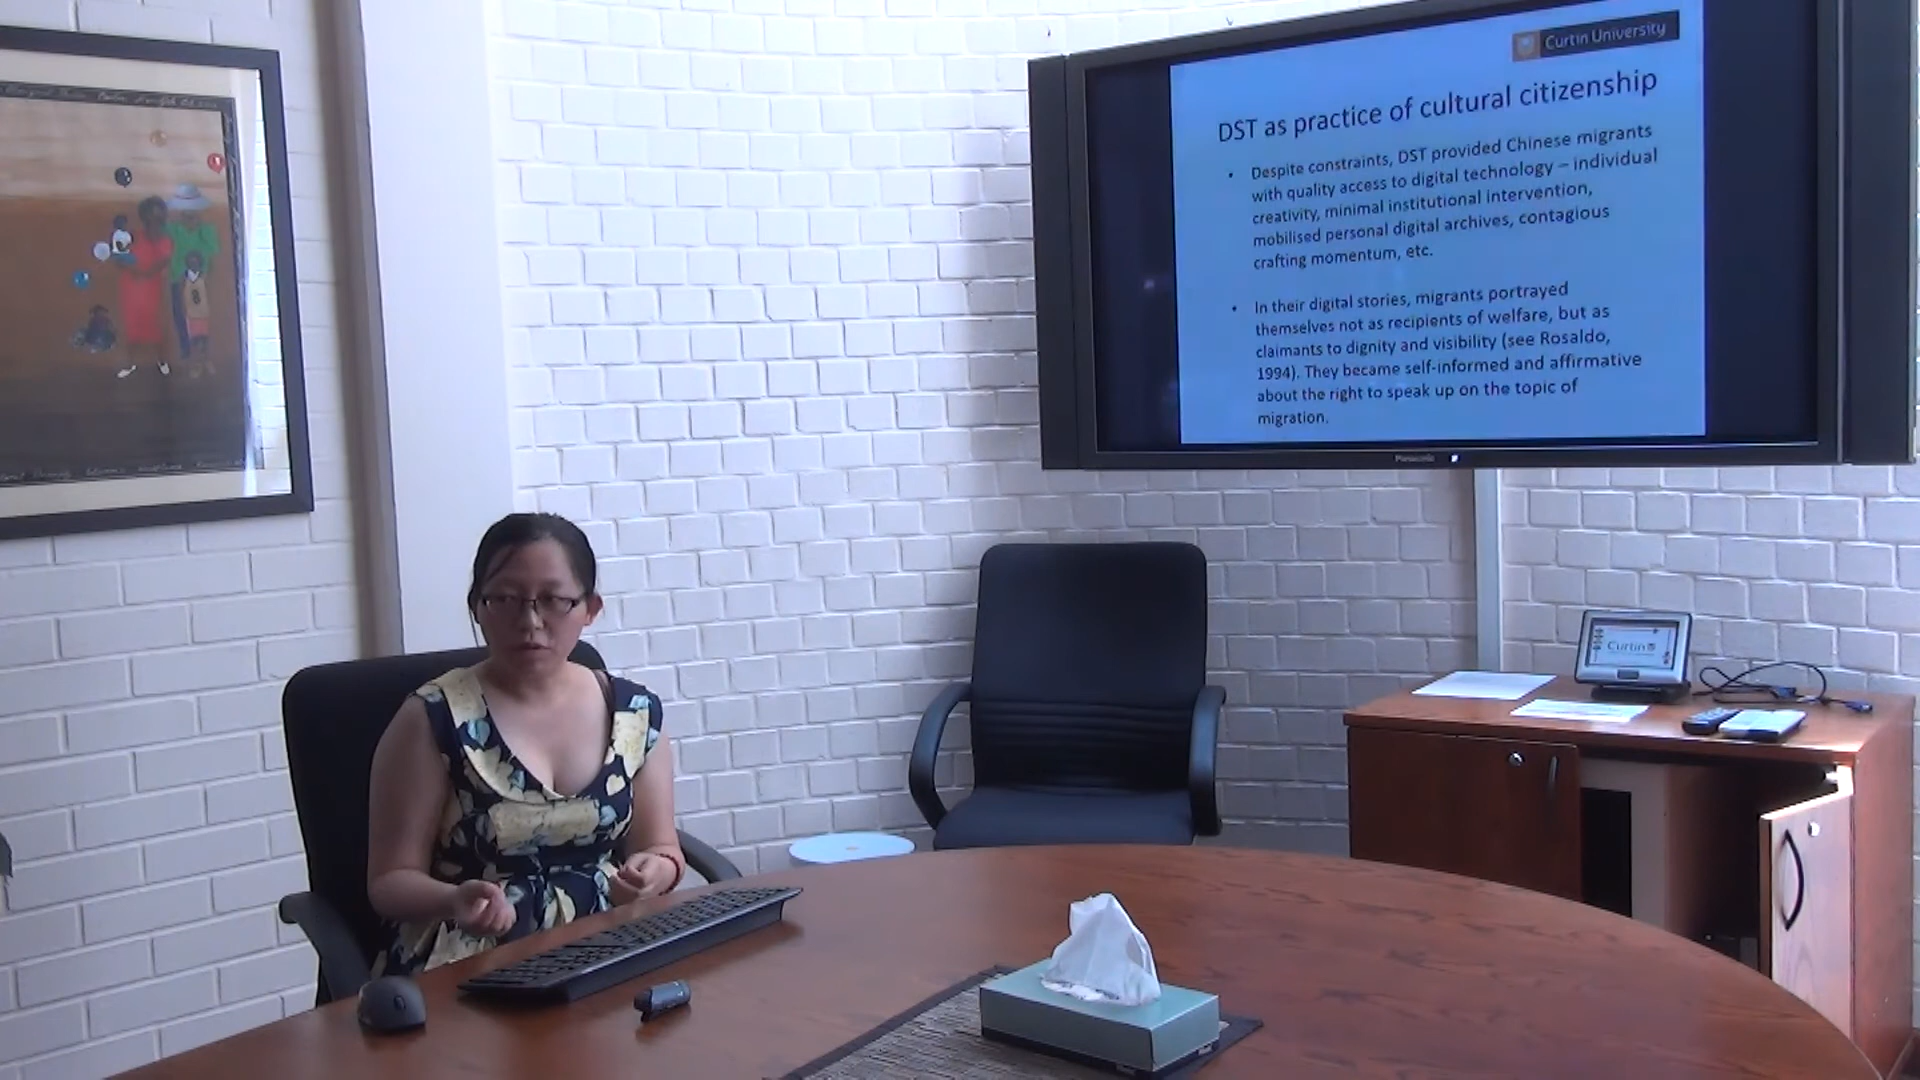 Curtin University
DST as practice of cultural citizenship
• Despite constraints, DST provided Chinese migrants
with quality access to digital technology – individual
creativity, minimal institutional intervention,
mobilised personal digital archives, contagious
crafting momentum, etc.
• In their digital stories, migrants portrayed
themselves not as recipients of welfare, but as
claimants to dignity and visibility (see Rosaldo,
1994). They became self-informed and affirmative
about the right to speak up on the topic of
migration.
Panasonic
Curtin